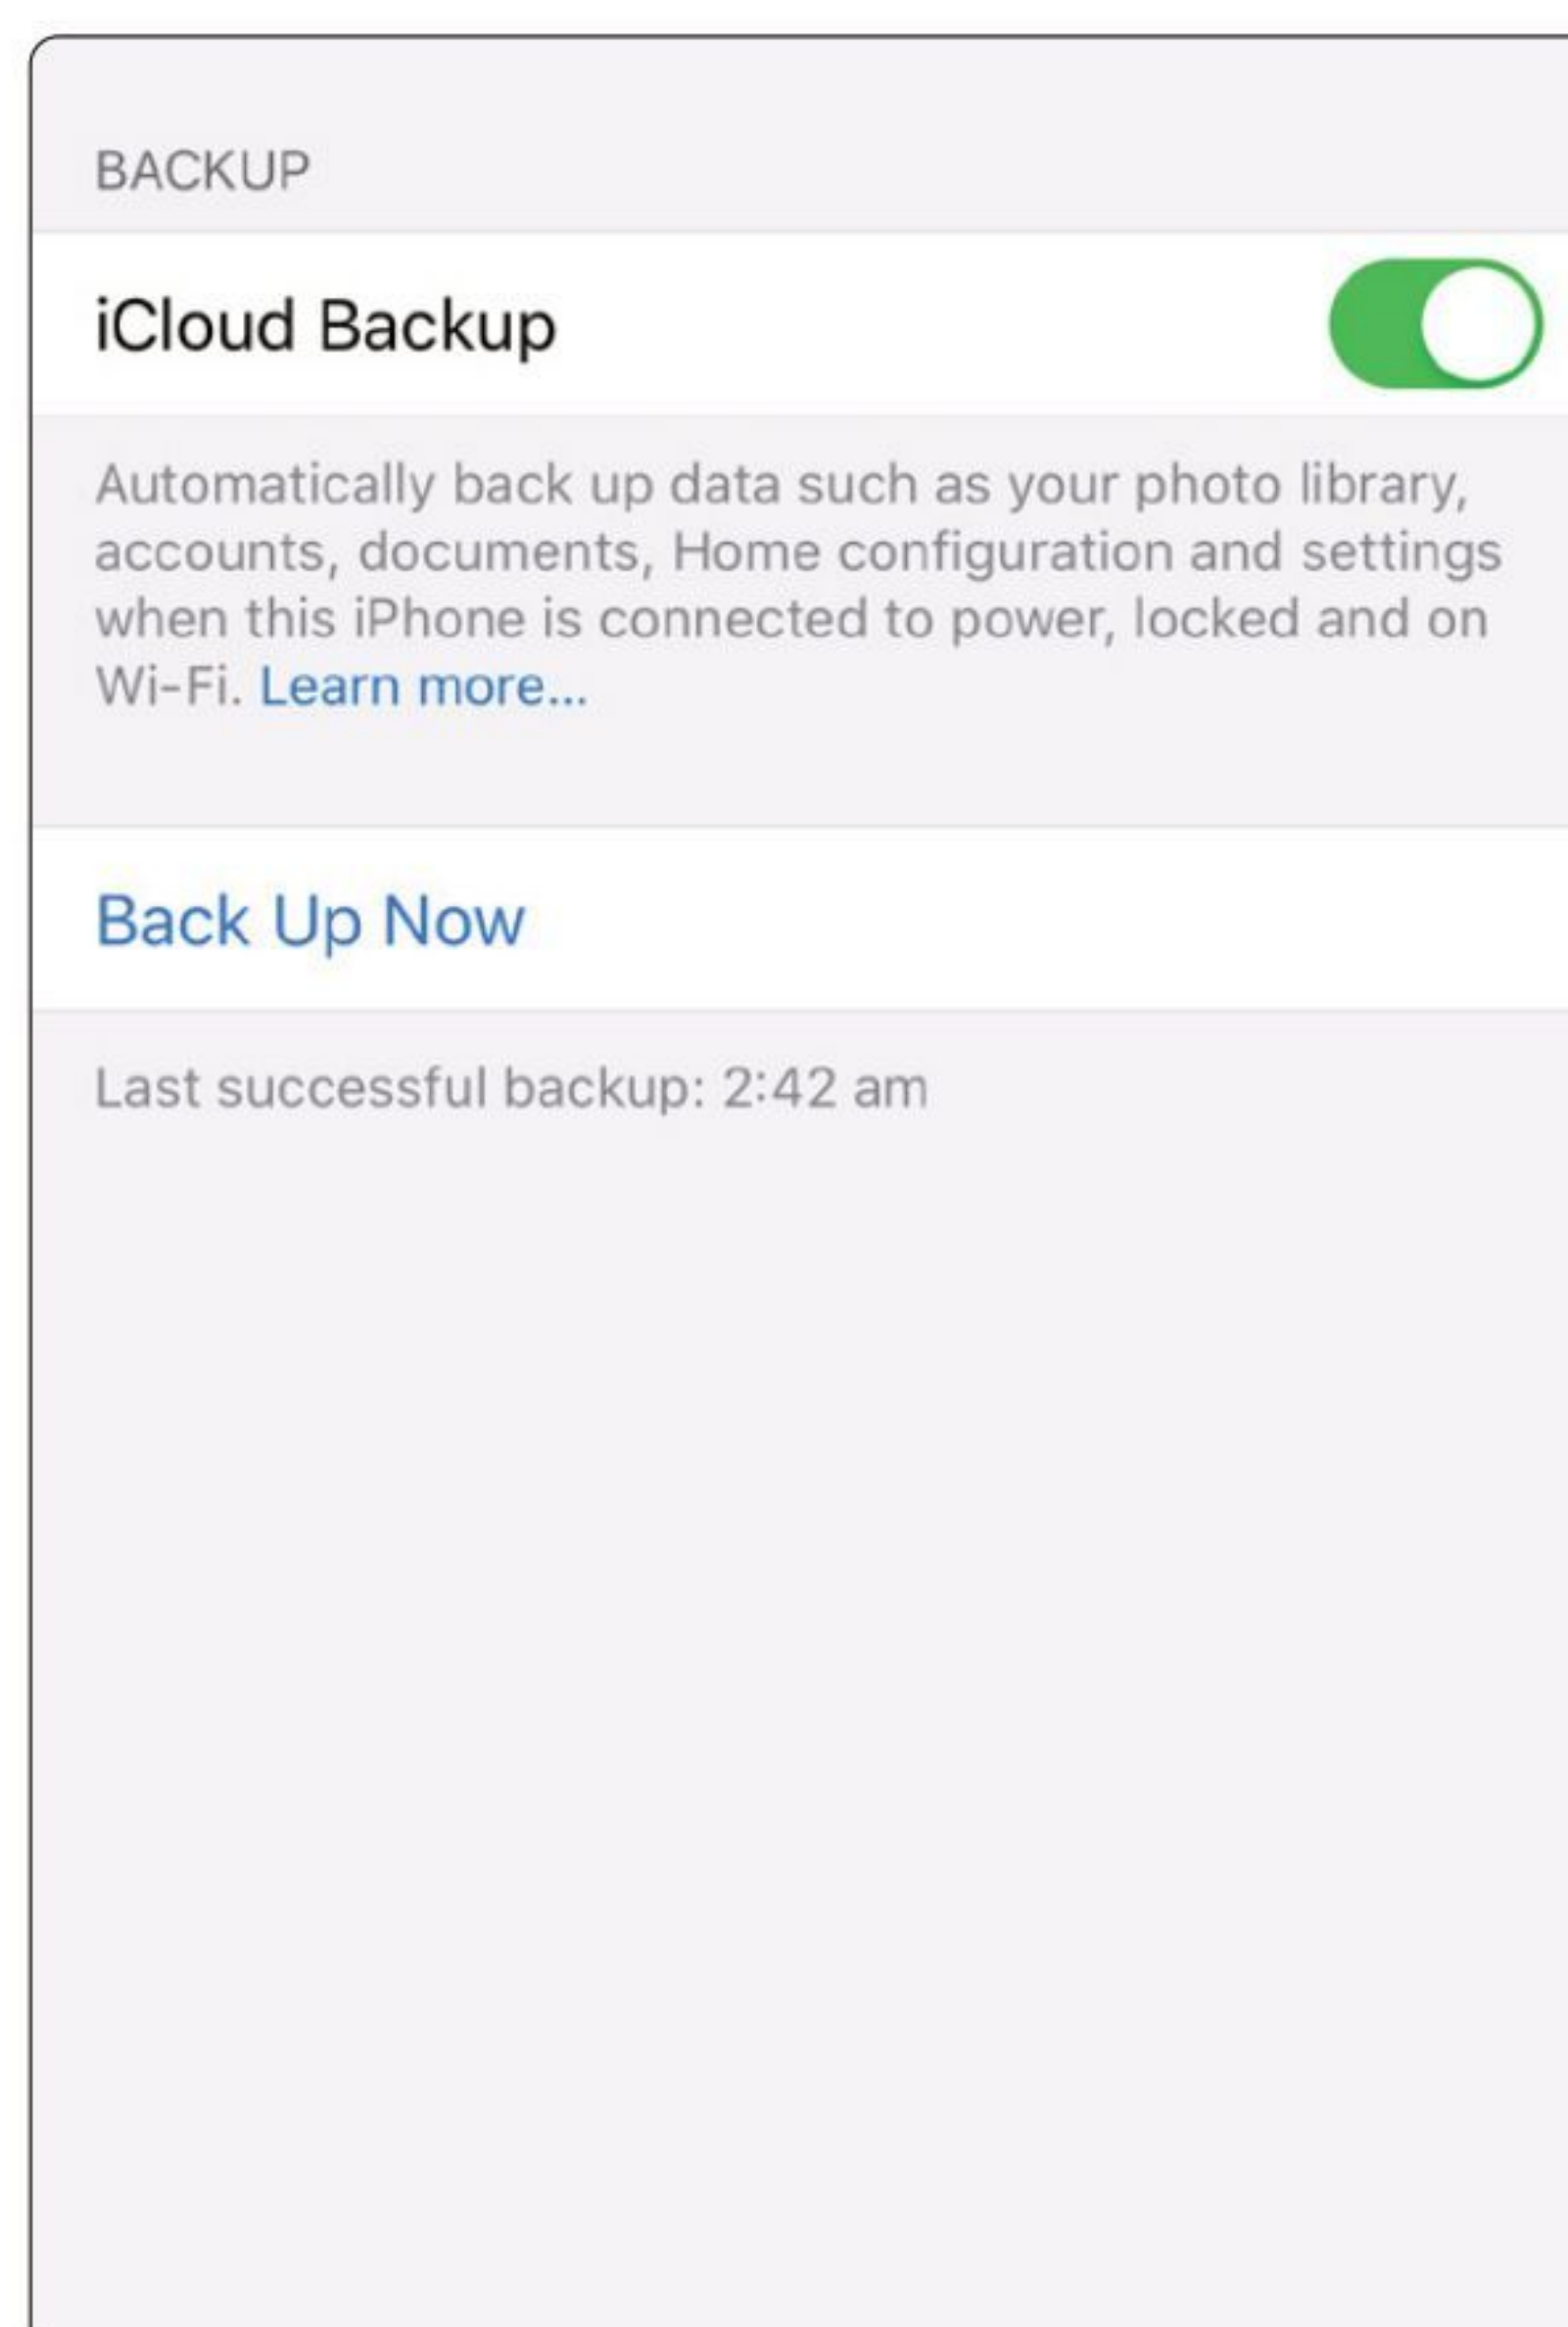 BACKUP
iCloud Backup
Automatically back up data such as your photo library,
accounts, documents, Home configuration and settings
when this iPhone is connected to power, locked and on
Wi-Fi. Learn more...
Back Up Now
Last successful backup: 2:42 am